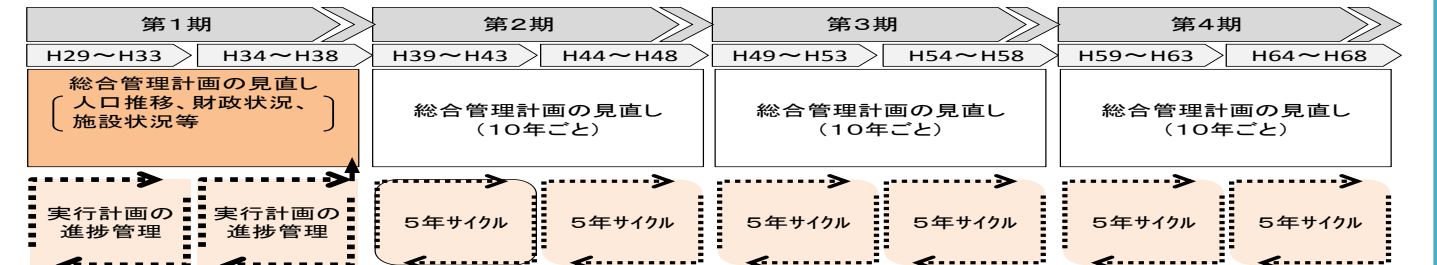 第１期
第２期
第３期
第４期
H29～H33
H34～H38
H39～H43
H44～H48
H49～H53
H54～H58
H59～H63
H64～H68
総合管理計画の見直し
人口推移、財政状況、
施設状況等
総合管理計画の見直し
（１０年ごと）
総合管理計画の見直し
（１０年ごと）
総合管理計画の見直し
（１０年ごと）
実行計画の
進捗管理
実行計画の
進捗管理
５年サイクル
５年サイクル
５年サイクル
５年サイクル
５年サイクル
５年サイクル